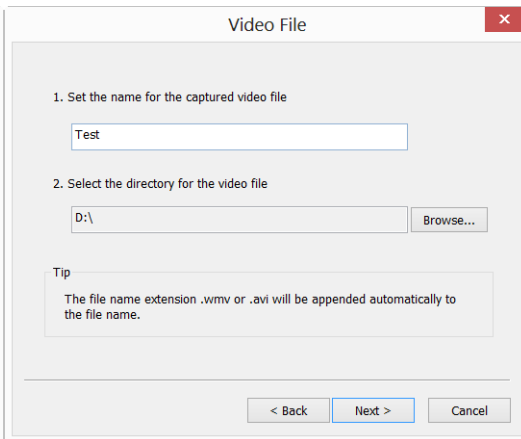 Video File
1. Set the name for the captured video file
Test
2. Select the directory for the video file
D:\
Browse...
Tip
The file name extension .wmv or .avi will be appended automatically to
the file name.
< Back
Next >
Cancel